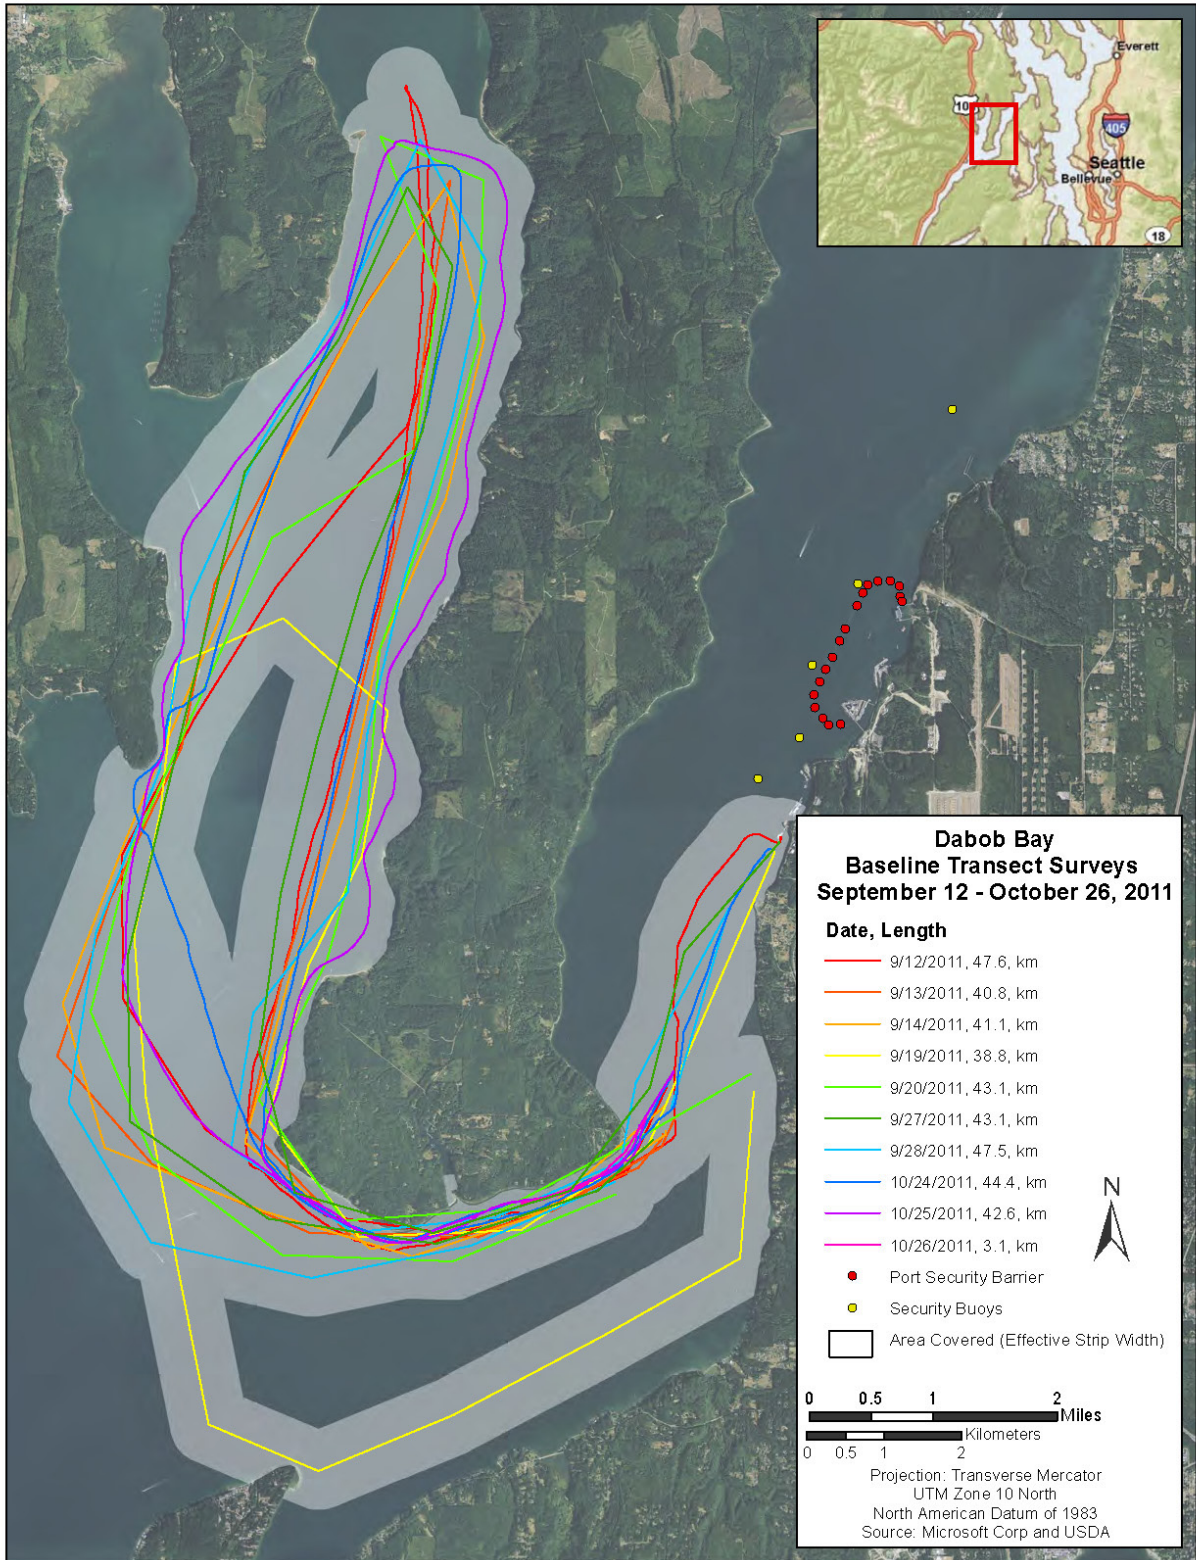 Everett
10
405
Seattle
Bellevue
18
Dabob Bay
Baseline Transect Surveys
September 12 - October 26, 2011
Date, Length
9/12/2011, 47.6, km
9/13/2011, 40.8, km
9/14/2011, 41.1, km
9/19/2011, 38.8, km
9/20/2011, 43.1, km
9/27/2011, 43.1, km
9/28/2011, 47.5, km
10/24/2011, 44.4, km
10/25/2011, 42.6, km
10/26/2011, 3.1, km
N
Port Security Barrier
Security Buoys
Area Covered (Effective Strip Width)
0 0.5 1 2
Miles
Kilometers
0 0.5 1 2
Projection: Transverse Mercator
UTM Zone 10 North
North American Datum of 1983
Source: Microsoft Corp and USDA